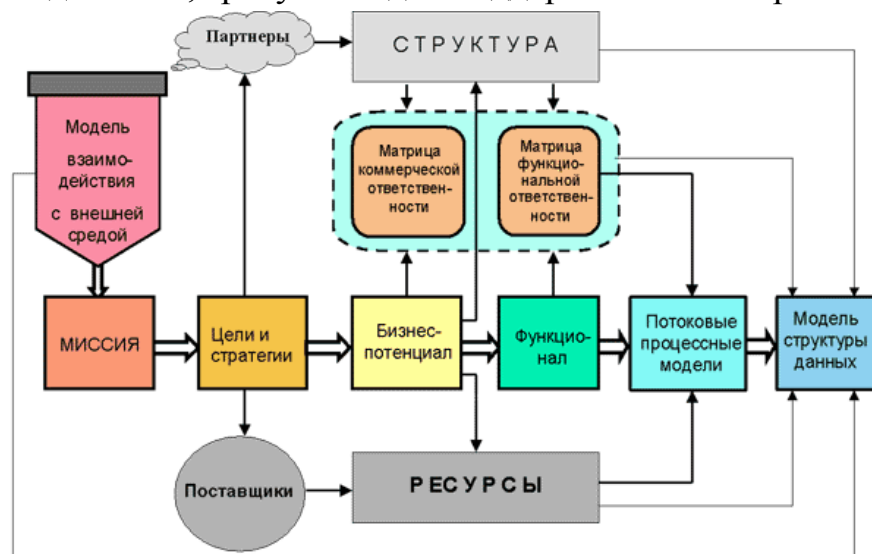 Партнеры
СТРУКТУРА
Модель
взаимо-
действия
с внешней
средой
Матрица
коммерческой
ответствен-
ности
Матрица
функцио-
нальной
ответствен-
ности
МИССИЯ
Цели и
стратегии
Бизнес-
потенциал
Функцио-
нал
Потоковые
процессные
модели
Модель
структуры
данных
Поставщики
РЕСУРСЫ